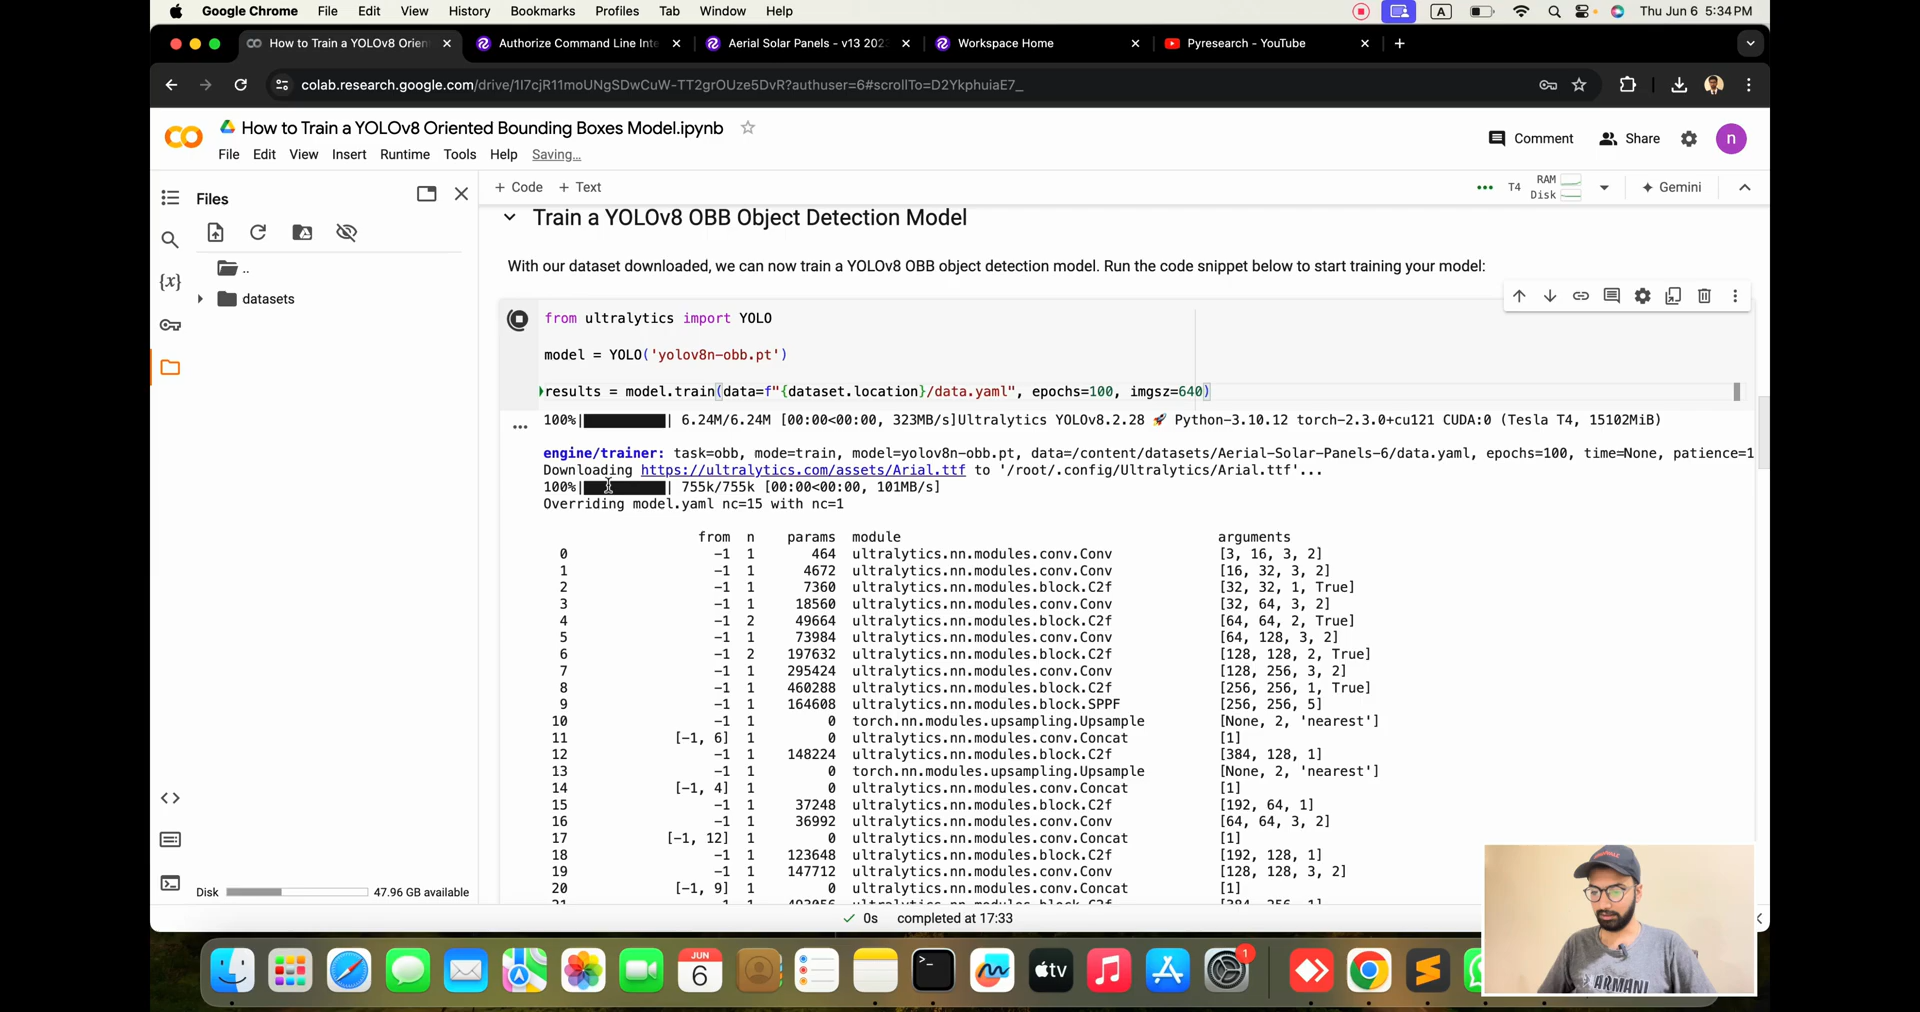 Google Chrome File Edit View History Bookmarks Profiles Tab Window Help A Thu Jun 6 5:34 PM
How to Train a YOLOv8 Orien Authorize Command Line Inte Aerial Solar Panels - v13 202 Workspace Home Pyresearch - YouTube
colab.research.google.com/drive/1I7cjR11moUNgSDwCuW-TT2grOUze5DvR?authuser=6#scrollTo=D2YkphuiaE7_
How to Train a YOLOv8 Oriented Bounding Boxes Model.ipynb
Comment Share n
File Edit View Insert Runtime Tools Help Saving...
Files
+ Code + Text
T4 RAM Disk Gemini
{x}
..
datasets
Train a YOLOv8 OBB Object Detection Model
With our dataset downloaded, we can now train a YOLOv8 OBB object detection model. Run the code snippet below to start training your model:
from ultralytics import YOLO
model = YOLO('yolov8n-obb.pt')
results = model.train(data=f"{dataset.location}/data.yaml", epochs=100, imgsz=640)
100%|██████████| 6.24M/6.24M [00:00<00:00, 323MB/s]Ultralytics YOLOv8.2.28 🚀 Python-3.10.12 torch-2.3.0+cu121 CUDA:0 (Tesla T4, 15102MiB)
engine/trainer: task=obb, mode=train, model=yolov8n-obb.pt, data=/content/datasets/Aerial-Solar-Panels-6/data.yaml, epochs=100, time=None, patience=1
Downloading https://ultralytics.com/assets/Arial.ttf to '/root/.config/Ultralytics/Arial.ttf'...
100%|██████████| 755k/755k [00:00<00:00, 101MB/s]
Overriding model.yaml nc=15 with nc=1
from n params module arguments
0 -1 1 464 ultralytics.nn.modules.conv.Conv [3, 16, 3, 2]
1 -1 1 4672 ultralytics.nn.modules.conv.Conv [16, 32, 3, 2]
2 -1 1 7360 ultralytics.nn.modules.block.C2f [32, 32, 1, True]
3 -1 1 18560 ultralytics.nn.modules.conv.Conv [32, 64, 3, 2]
4 -1 2 49664 ultralytics.nn.modules.block.C2f [64, 64, 2, True]
5 -1 1 73984 ultralytics.nn.modules.conv.Conv [64, 128, 3, 2]
6 -1 2 197632 ultralytics.nn.modules.block.C2f [128, 128, 2, True]
7 -1 1 295424 ultralytics.nn.modules.conv.Conv [128, 256, 3, 2]
8 -1 1 460288 ultralytics.nn.modules.block.C2f [256, 256, 1, True]
9 -1 1 164608 ultralytics.nn.modules.block.SPPF [256, 256, 5]
10 -1 1 0 torch.nn.modules.upsampling.Upsample [None, 2, 'nearest']
11 [-1, 6] 1 0 ultralytics.nn.modules.conv.Concat [1]
12 -1 1 148224 ultralytics.nn.modules.block.C2f [384, 128, 1]
13 -1 1 0 torch.nn.modules.upsampling.Upsample [None, 2, 'nearest']
14 [-1, 4] 1 0 ultralytics.nn.modules.conv.Concat [1]
15 -1 1 37248 ultralytics.nn.modules.block.C2f [192, 64, 1]
16 -1 1 36992 ultralytics.nn.modules.conv.Conv [64, 64, 3, 2]
17 [-1, 12] 1 0 ultralytics.nn.modules.conv.Concat [1]
18 -1 1 123648 ultralytics.nn.modules.block.C2f [192, 128, 1]
19 -1 1 147712 ultralytics.nn.modules.conv.Conv [128, 128, 3, 2]
20 [-1, 9] 1 0 ultralytics.nn.modules.conv.Concat [1]
21 -1 1 493056 ultralytics.nn.modules.block.C2f [384, 256, 1]
Disk 47.96 GB available
0s completed at 17:33
JUN
6
tv
1
ARMANI